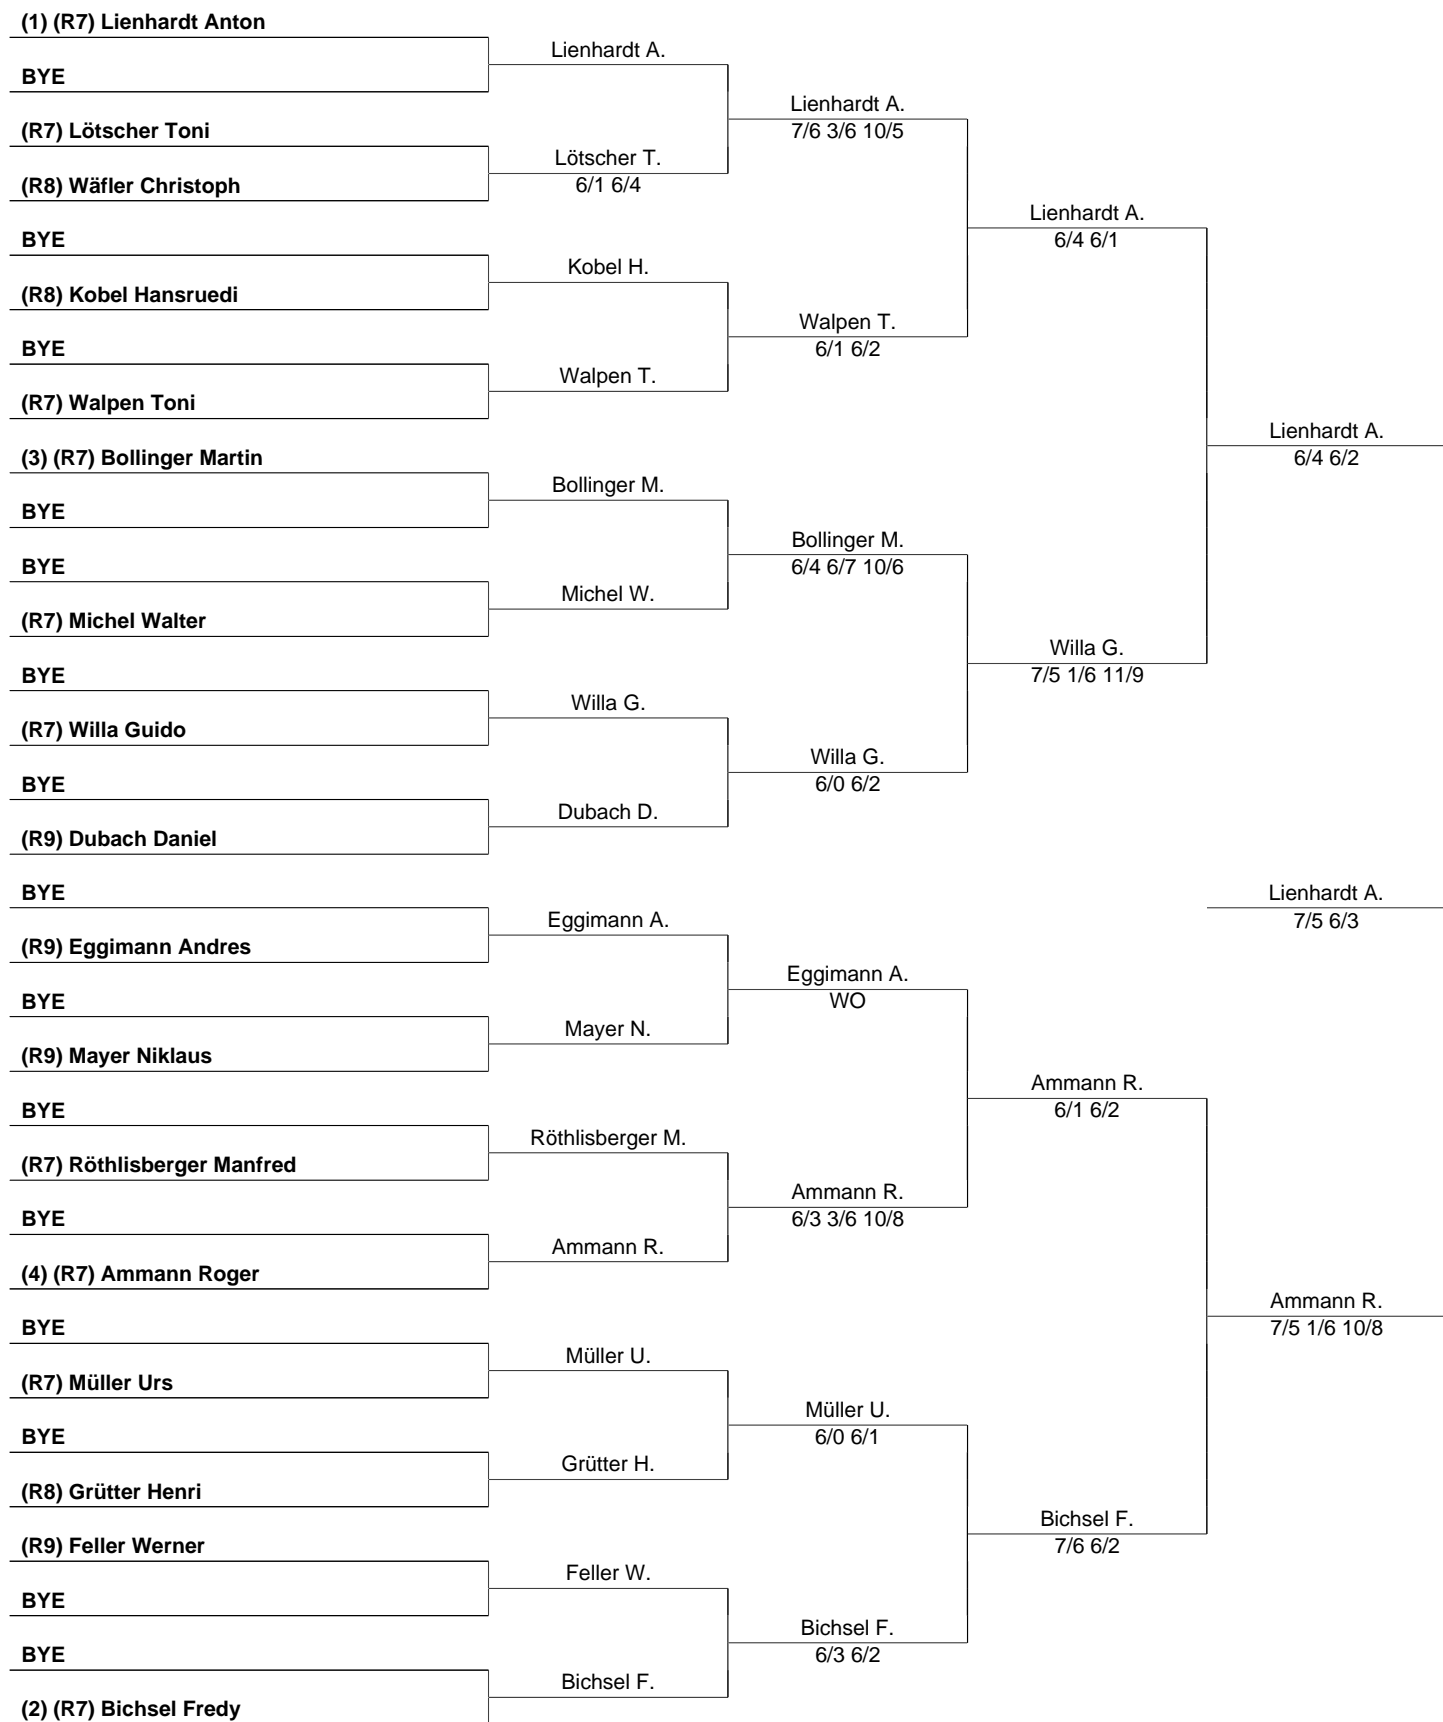 (1) (R7) Lienhardt Anton
BYE
(R7) Lötscher Toni
(R8) Wäfler Christoph
BYE
(R8) Kobel Hansruedi
BYE
(R7) Walpen Toni
(3) (R7) Bollinger Martin
BYE
BYE
(R7) Michel Walter
BYE
(R7) Willa Guido
BYE
(R9) Dubach Daniel
BYE
(R9) Eggimann Andres
BYE
(R9) Mayer Niklaus
BYE
(R7) Röthlisberger Manfred
BYE
(4) (R7) Ammann Roger
BYE
(R7) Müller Urs
BYE
(R8) Grütter Henri
(R9) Feller Werner
BYE
BYE
(2) (R7) Bichsel Fredy
Lienhardt A.
Lötscher T.
6/1 6/4
Kobel H.
Walpen T.
Bollinger M.
Michel W.
Willa G.
Dubach D.
Eggimann A.
Mayer N.
Röthlisberger M.
Ammann R.
Müller U.
Grütter H.
Feller W.
Bichsel F.
Lienhardt A.
7/6 3/6 10/5
Walpen T.
6/1 6/2
Bollinger M.
6/4 6/7 10/6
Willa G.
6/0 6/2
Eggimann A.
WO
Ammann R.
6/3 3/6 10/8
Müller U.
6/0 6/1
Bichsel F.
6/3 6/2
Lienhardt A.
6/4 6/1
Willa G.
7/5 1/6 11/9
Ammann R.
6/1 6/2
Bichsel F.
7/6 6/2
Lienhardt A.
6/4 6/2
Lienhardt A.
7/5 6/3
Ammann R.
7/5 1/6 10/8